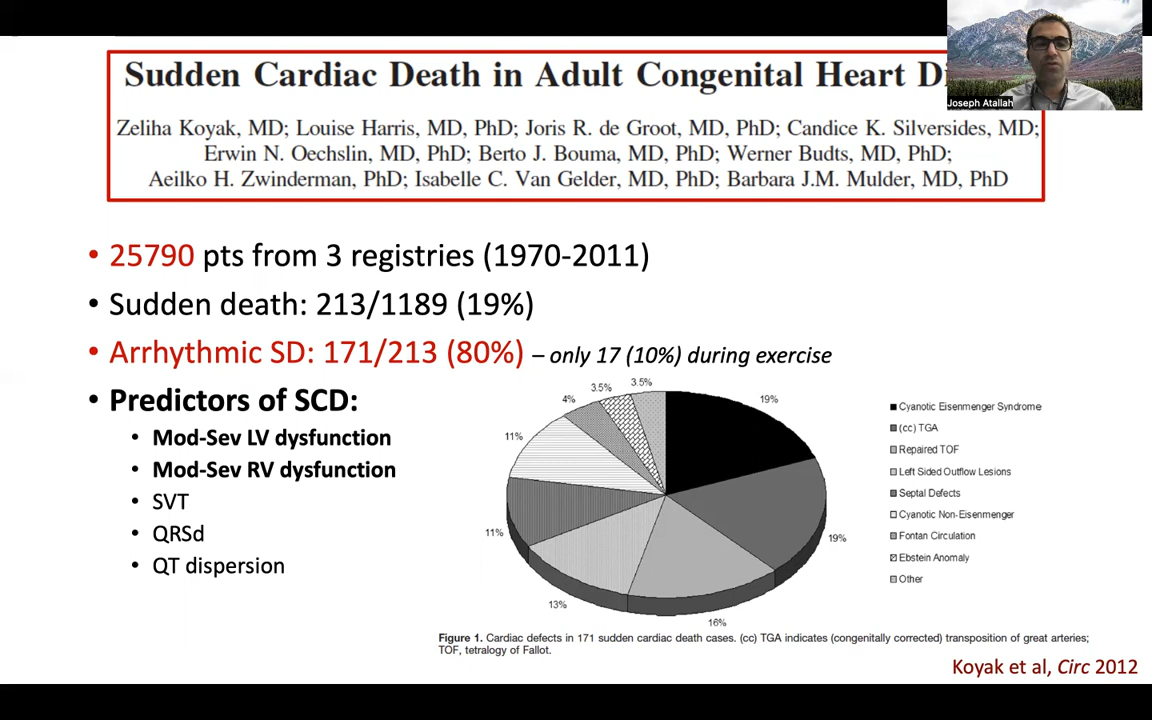 Sudden Cardiac Death in Adult Congenital Heart Di
Joseph Atallah
Zeliha Koyak, MD; Louise Harris, MD, PhD; Joris R. de Groot, MD, PhD; Candice K. Silversides, MD;
Erwin N. Oechslin, MD, PhD; Berto J. Bouma, MD, PhD; Werner Budts, MD, PhD;
Aeilko H. Zwinderman, PhD; Isabelle C. Van Gelder, MD, PhD; Barbara J.M. Mulder, MD, PhD
• 25790 pts from 3 registries (1970-2011)
• Sudden death: 213/1189 (19%)
• Arrhythmic SD: 171/213 (80%) – only 17 (10%) during exercise
• Predictors of SCD:
• Mod-Sev LV dysfunction
• Mod-Sev RV dysfunction
• SVT
• QRSd
• QT dispersion
19%
19%
16%
13%
11%
11%
4%
3.5%
3.5%
Cyanotic Eisenmenger Syndrome
(cc) TGA
Repaired TOF
Left Sided Outflow Lesions
Septal Defects
Cyanotic Non-Eisenmenger
Fontan Circulation
Ebstein Anomaly
Other
Figure 1. Cardiac defects in 171 sudden cardiac death cases. (cc) TGA indicates (congenitally corrected) transposition of great arteries;
TOF, tetralogy of Fallot.
Koyak et al, Circ 2012